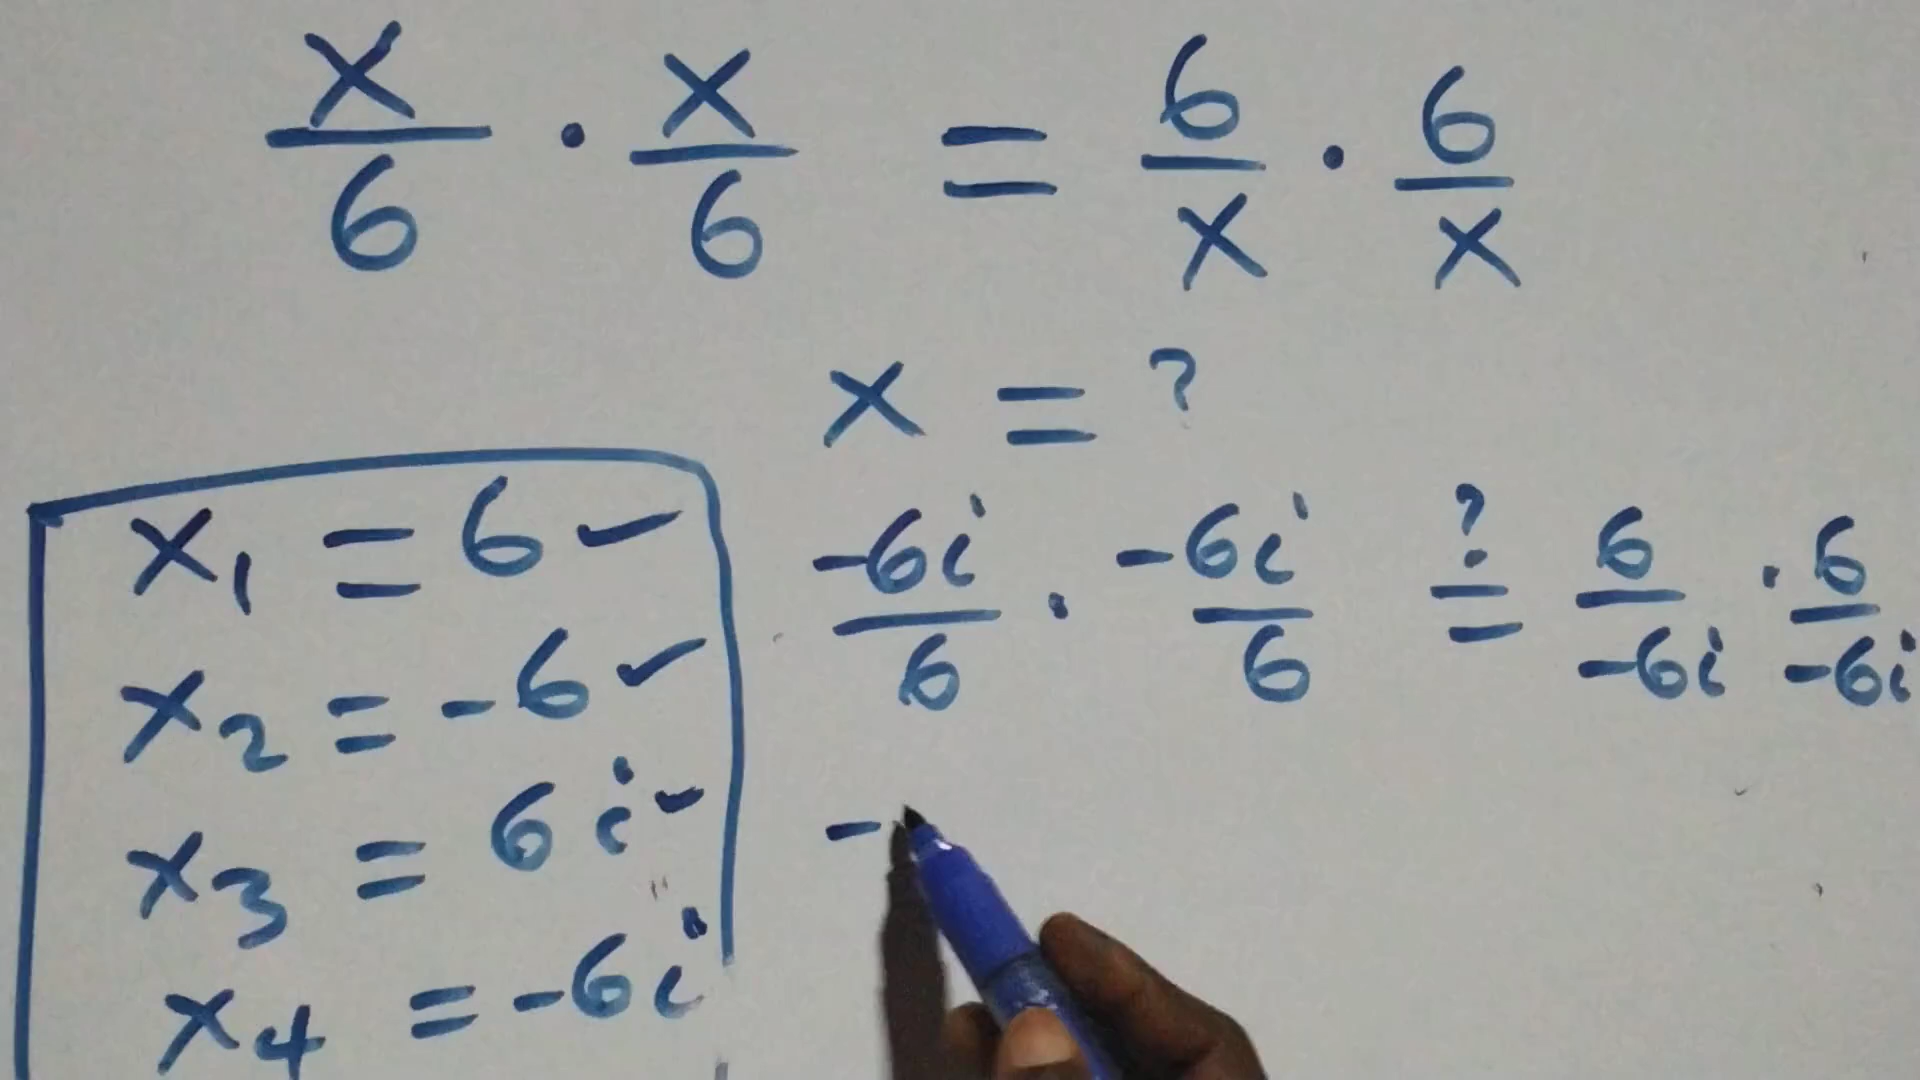 x/6 · x/6 = 6/x · 6/x
x = ?
x₁ = 6 ✓
x₂ = -6 ✓
x₃ = 6i ✓
x₄ = -6i
-6i/6 · -6i/6 ≟ 6/-6i · 6/-6i
-